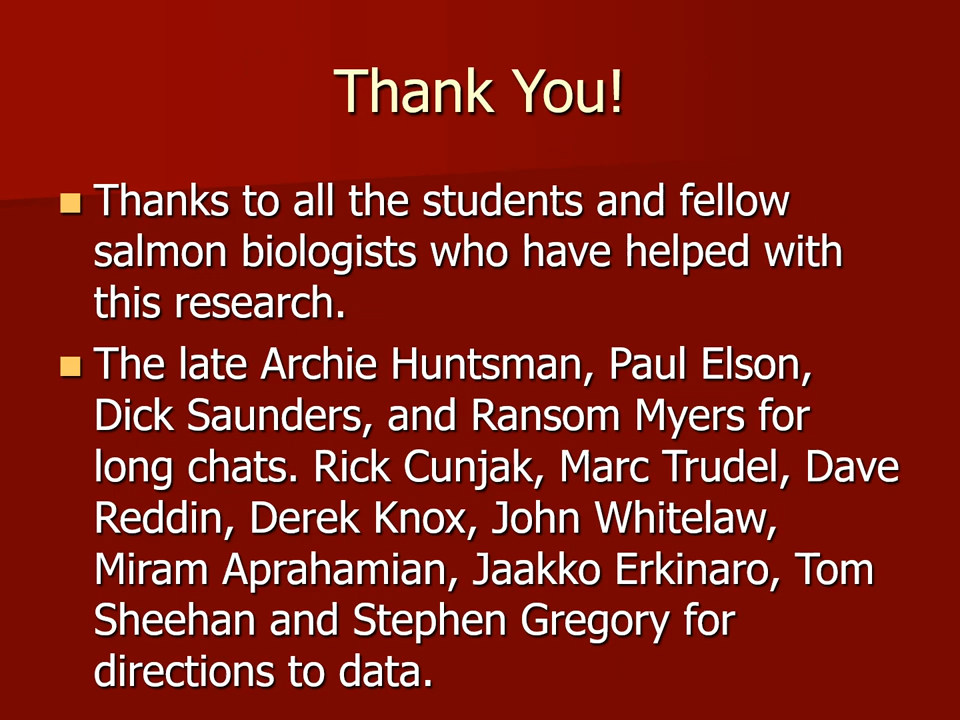 Thank You!
Thanks to all the students and fellow
salmon biologists who have helped with
this research.
The late Archie Huntsman, Paul Elson,
Dick Saunders, and Ransom Myers for
long chats. Rick Cunjak, Marc Trudel, Dave
Reddin, Derek Knox, John Whitelaw,
Miram Aprahamian, Jaakko Erkinaro, Tom
Sheehan and Stephen Gregory for
directions to data.